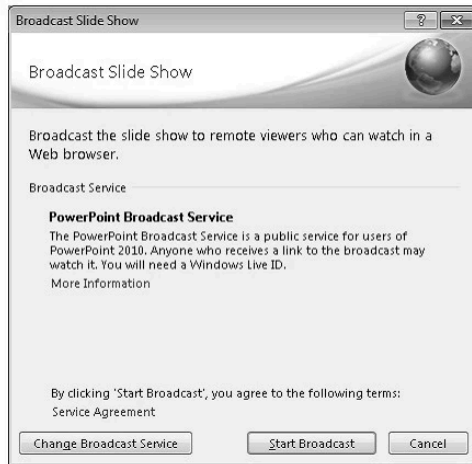 Broadcast Slide Show
Broadcast Slide Show
Broadcast the slide show to remote viewers who can watch in a
Web browser.
Broadcast Service
PowerPoint Broadcast Service
The PowerPoint Broadcast Service is a public service for users of
PowerPoint 2010. Anyone who receives a link to the broadcast may
watch it. You will need a Windows Live ID.
More Information
By clicking 'Start Broadcast', you agree to the following terms:
Service Agreement
Change Broadcast Service Start Broadcast Cancel